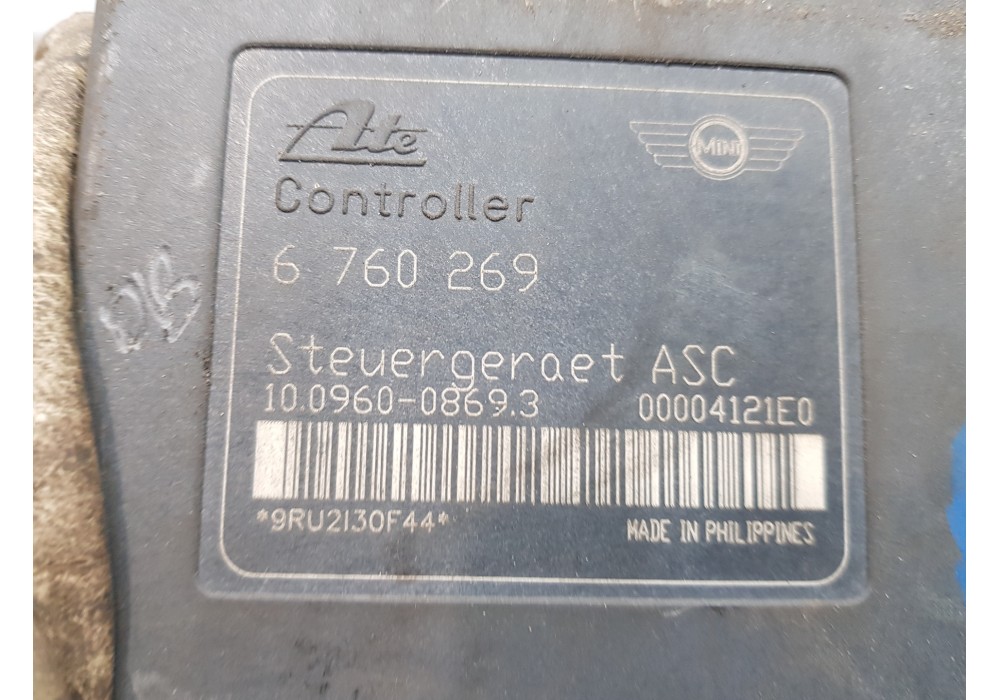 Ate
MINI
Controller
6 760 269
Steuergeraet ASC
10.0960-0869.3 00004121E0
*9RU2130F44*
MADE IN PHILIPPINES